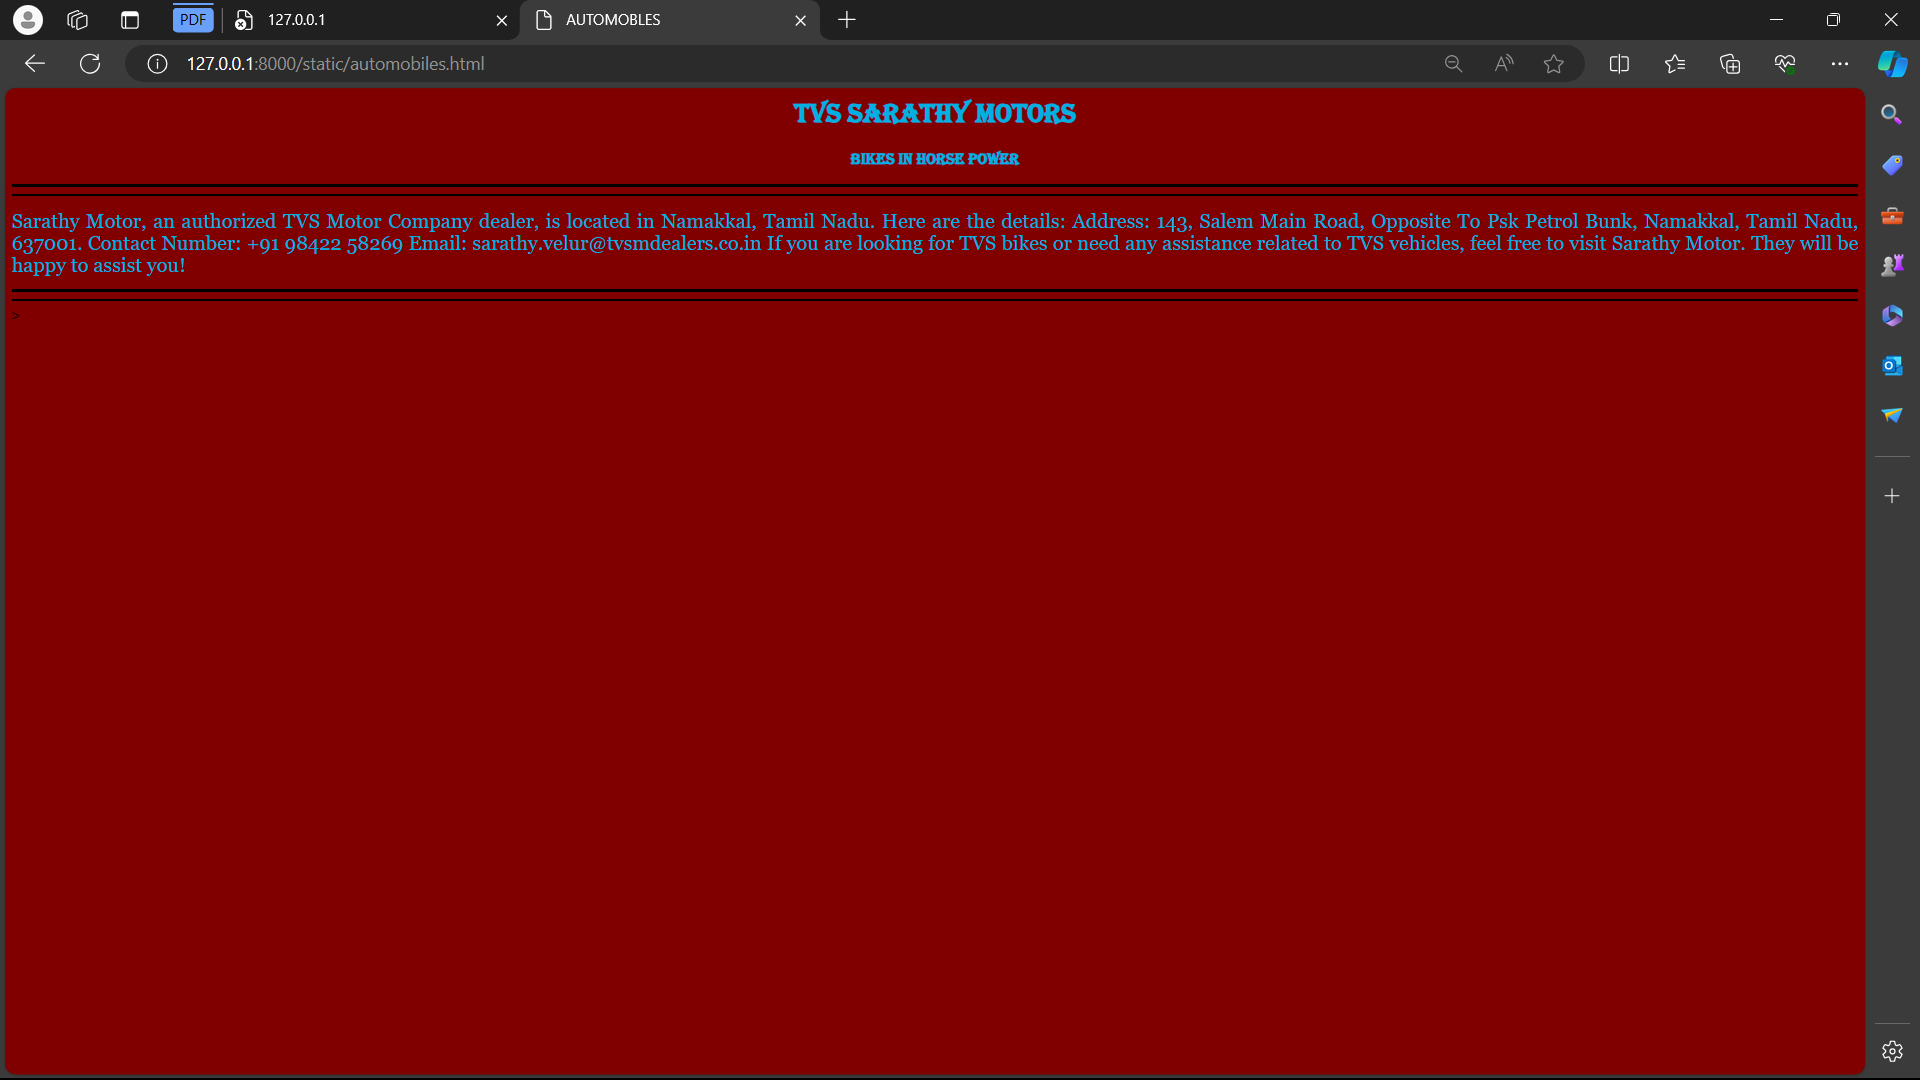 PDF
127.0.0.1
AUTOMOBLES
127.0.0.1:8000/static/automobiles.html
TVS SARATHY MOTORS
BIKES IN HORSE POWER
Sarathy Motor, an authorized TVS Motor Company dealer, is located in Namakkal, Tamil Nadu. Here are the details: Address: 143, Salem Main Road, Opposite To Psk Petrol Bunk, Namakkal, Tamil Nadu,
637001. Contact Number: +91 98422 58269 Email: sarathy.velur@tvsmdealers.co.in If you are looking for TVS bikes or need any assistance related to TVS vehicles, feel free to visit Sarathy Motor. They will be
happy to assist you!
>